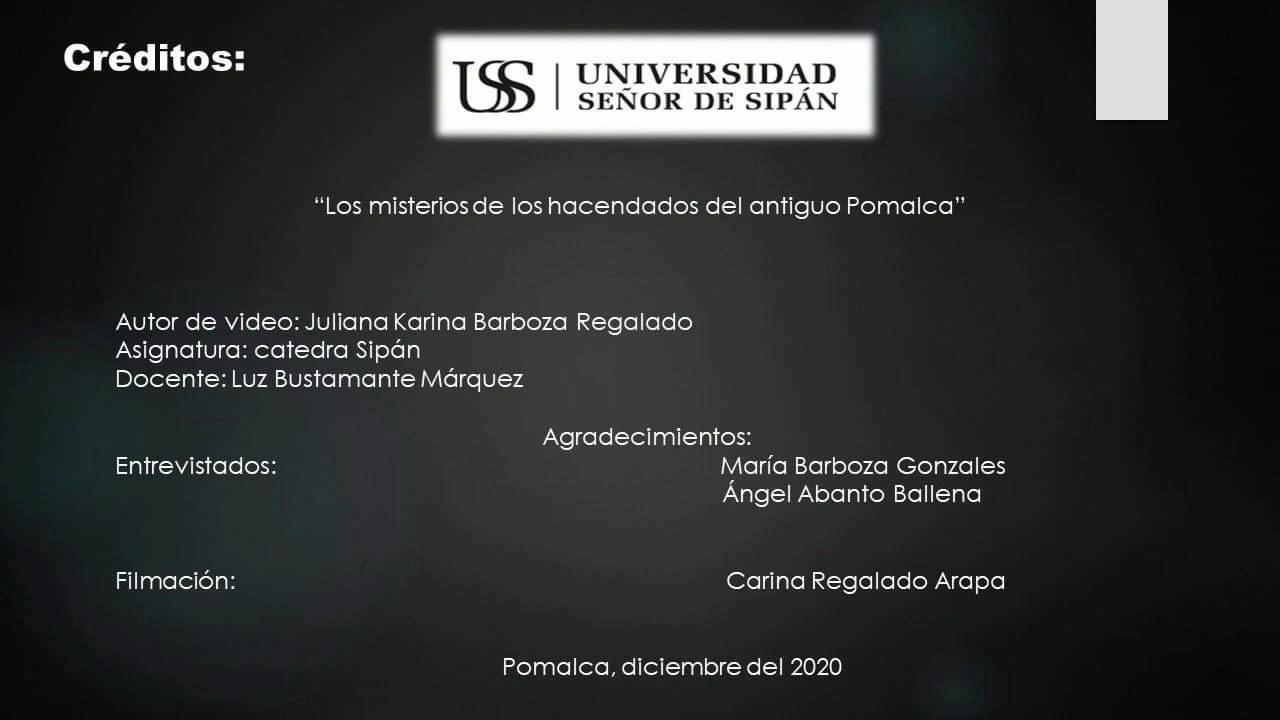 Créditos:
USS | UNIVERSIDAD
SEÑOR DE SIPÁN
“Los misterios de los hacendados del antiguo Pomalca”
Autor de video: Juliana Karina Barboza Regalado
Asignatura: catedra Sipán
Docente: Luz Bustamante Márquez
Agradecimientos:
Entrevistados: María Barboza Gonzales
Ángel Abanto Ballena
Filmación: Carina Regalado Arapa
Pomalca, diciembre del 2020